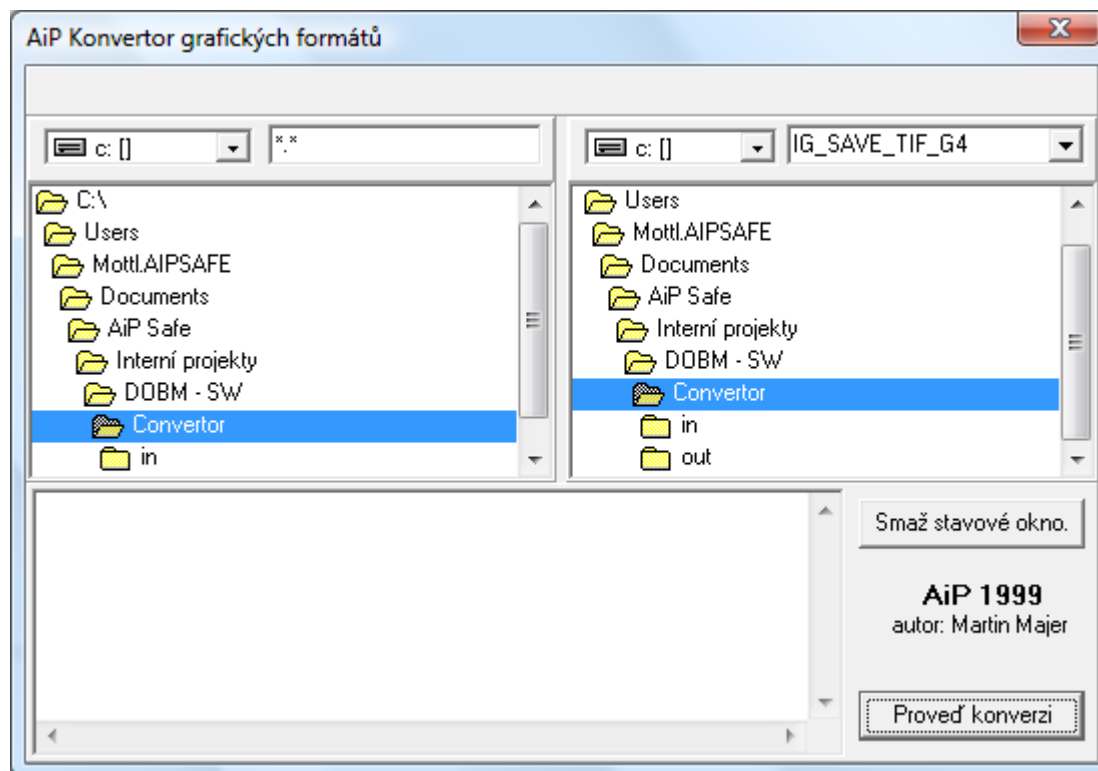 AiP Konvertor grafických formátů
c: []
*.*
c: []
IG_SAVE_TIF_G4
C:\
Users
Mottl.AIPSAFE
Documents
AiP Safe
Interní projekty
DOBM - SW
Convertor
in
Users
Mottl.AIPSAFE
Documents
AiP Safe
Interní projekty
DOBM - SW
Convertor
in
out
Smaž stavové okno.
AiP 1999
autor: Martin Majer
Proveď konverzi